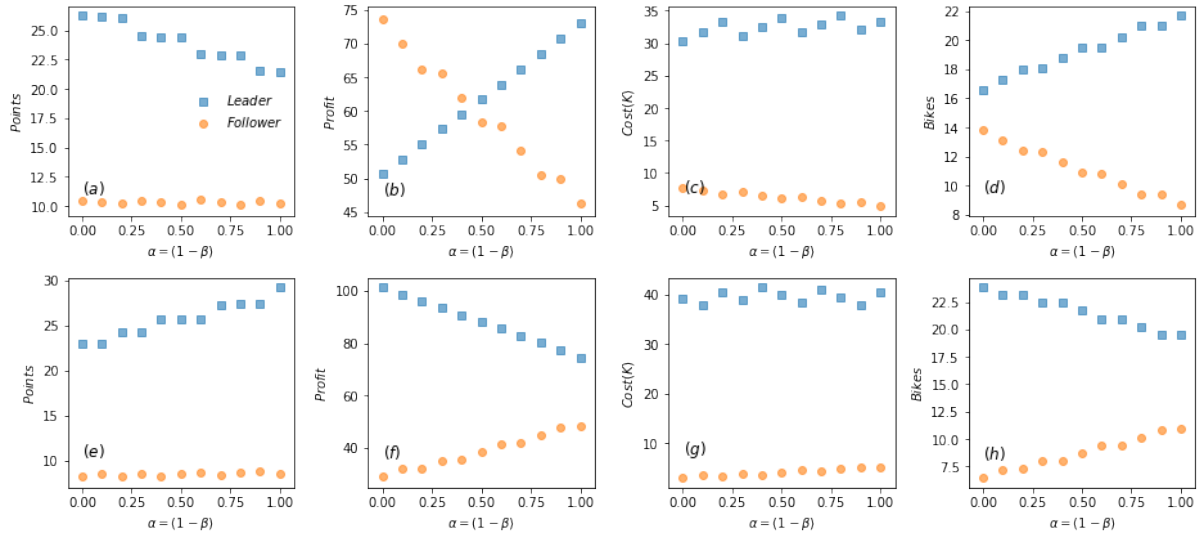 25.0
22.5
20.0
17.5
15.0
12.5
10.0
Points
Leader
Follower
(a)
0.00 0.25 0.50 0.75 1.00
α = (1 − β)
75
70
65
60
55
50
45
Profit
(b)
0.00 0.25 0.50 0.75 1.00
α = (1 − β)
35
30
25
20
15
10
5
Cost(K)
(c)
0.00 0.25 0.50 0.75 1.00
α = (1 − β)
22
20
18
16
14
12
10
8
Bikes
(d)
0.00 0.25 0.50 0.75 1.00
α = (1 − β)
30
25
20
15
10
Points
(e)
0.00 0.25 0.50 0.75 1.00
α = (1 − β)
100
80
60
40
Profit
(f)
0.00 0.25 0.50 0.75 1.00
α = (1 − β)
40
30
20
10
0
Cost(K)
(g)
0.00 0.25 0.50 0.75 1.00
α = (1 − β)
22.5
20.0
17.5
15.0
12.5
10.0
7.5
Bikes
(h)
0.00 0.25 0.50 0.75 1.00
α = (1 − β)